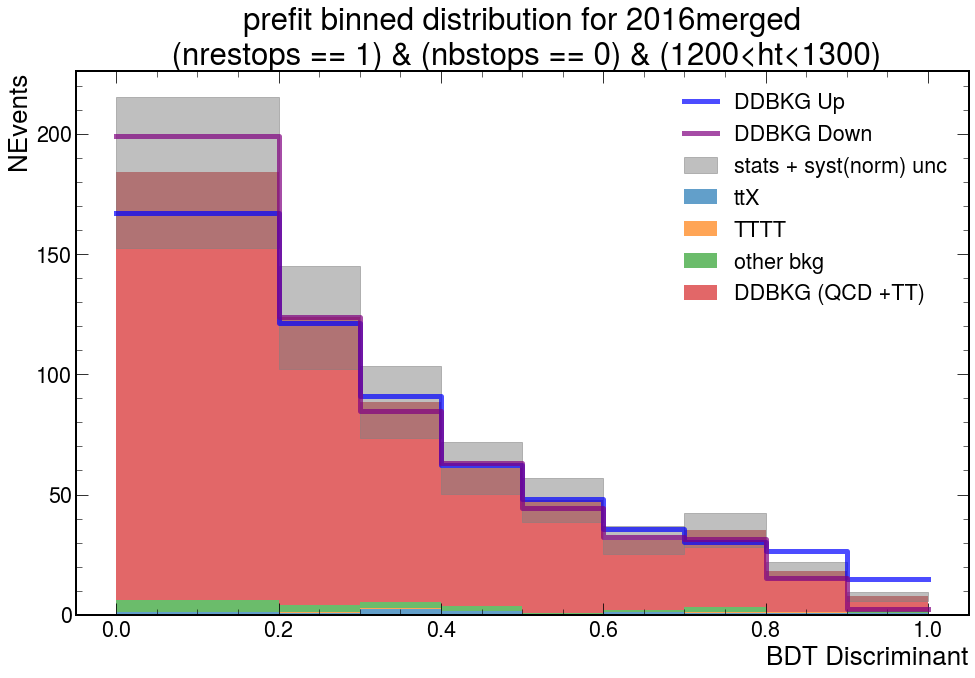 prefit binned distribution for 2016merged
(nrestops == 1) & (nbstops == 0) & (1200<ht<1300)
NEvents
200
150
100
50
0
DDBKG Up
DDBKG Down
stats + syst(norm) unc
ttX
TTTT
other bkg
DDBKG (QCD +TT)
0.0 0.2 0.4 0.6 0.8 1.0
BDT Discriminant